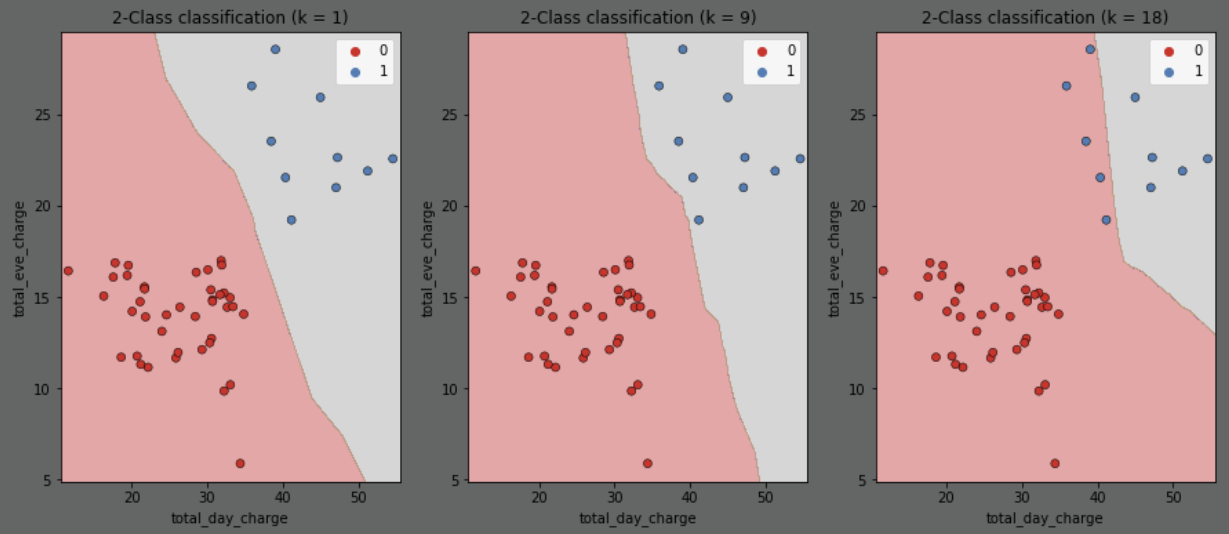 2-Class classification (k = 1)
0
1
25
20
15
10
5
20 30 40 50
total_eve_charge
total_day_charge
2-Class classification (k = 9)
0
1
25
20
15
10
5
20 30 40 50
total_eve_charge
total_day_charge
2-Class classification (k = 18)
0
1
25
20
15
10
5
20 30 40 50
total_eve_charge
total_day_charge